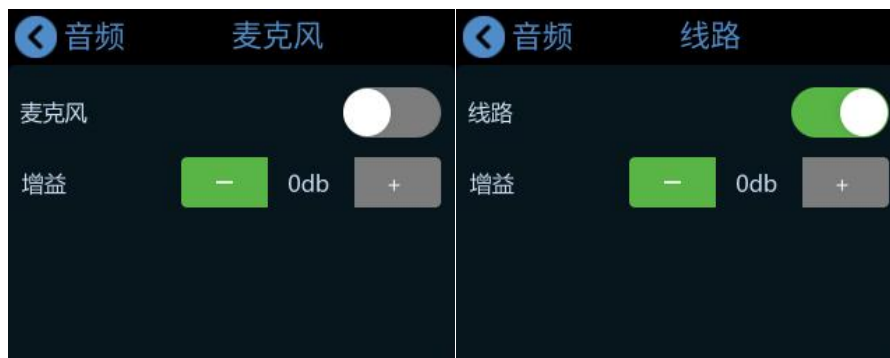 音频 麦克风
麦克风
增益 − 0db +
音频 线路
线路
增益 − 0db +